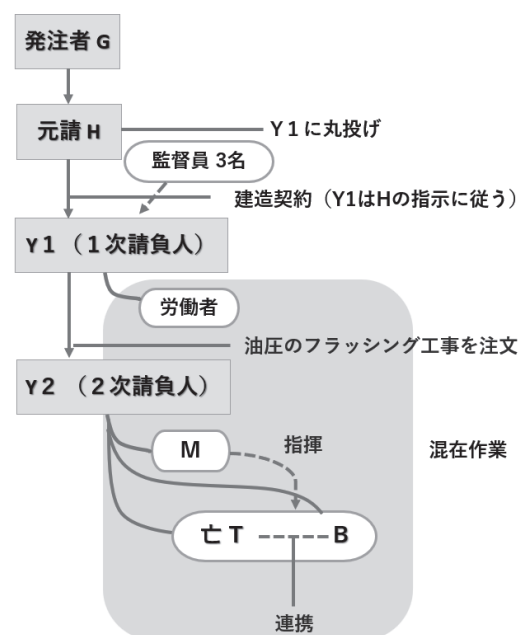 発注者 G
元請 H
Y１に丸投げ
監督員 3名
建造契約（Y1はHの指示に従う）
Y１（１次請負人）
労働者
油圧のフラッシング工事を注文
Y２（２次請負人）
M
指揮
混在作業
亡 T
B
連携